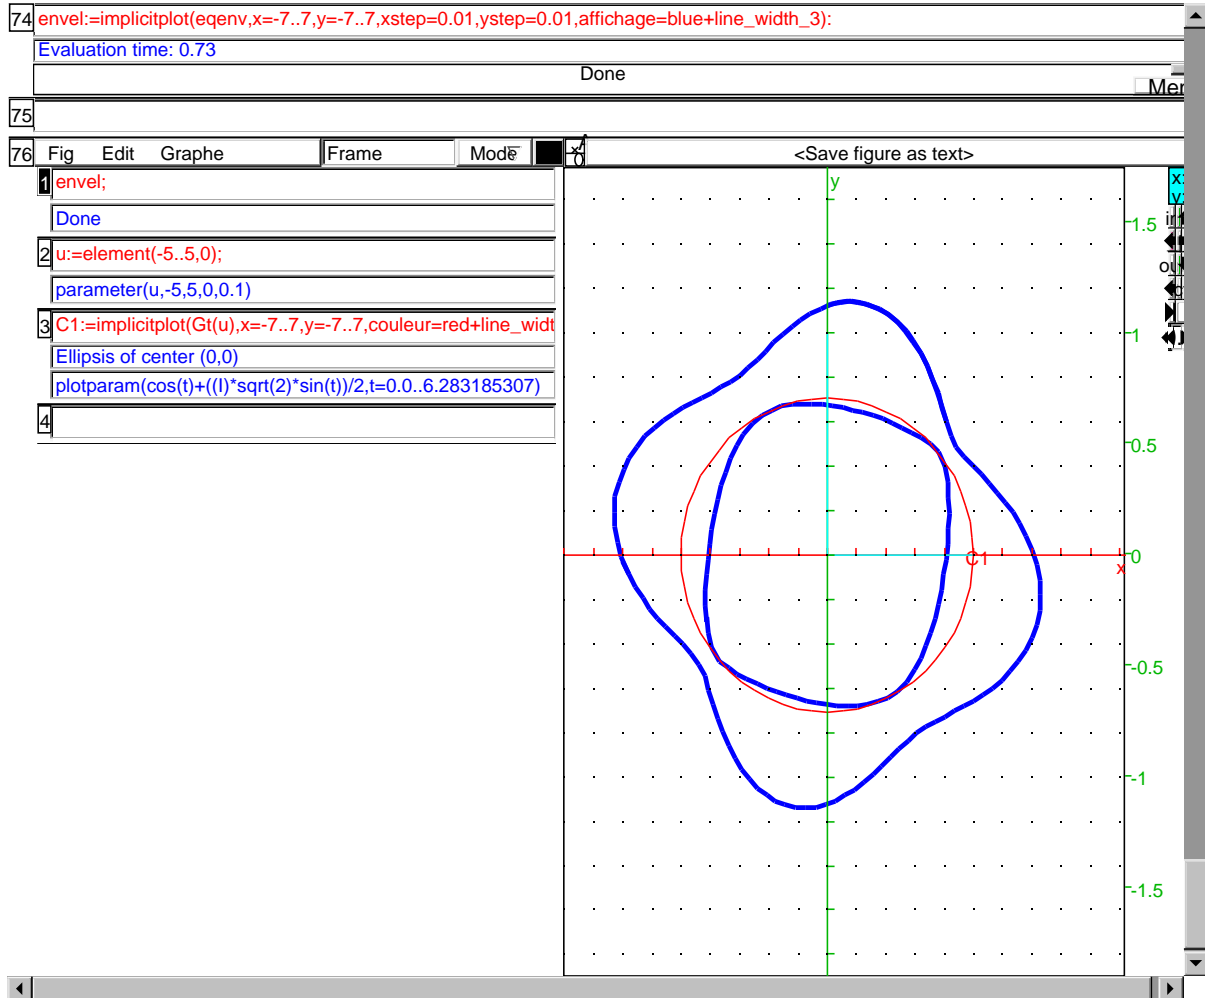 74 envel:=implicitplot(eqenv,x=-7..7,y=-7..7,xstep=0.01,ystep=0.01,affichage=blue+line_width_3):
Evaluation time: 0.73
Done
75
76 Fig Edit Graphe Frame Mode <Save figure as text>
1 envel;
Done
2 u:=element(-5..5,0);
parameter(u,-5,5,0,0.1)
3 C1:=implicitplot(Gt(u),x=-7..7,y=-7..7,couleur=red+line_widt
Ellipsis of center (0,0)
plotparam(cos(t)+((I)*sqrt(2)*sin(t))/2,t=0.0..6.283185307)
4
y
1.5
1
0.5
0
C1
x
-0.5
-1
-1.5